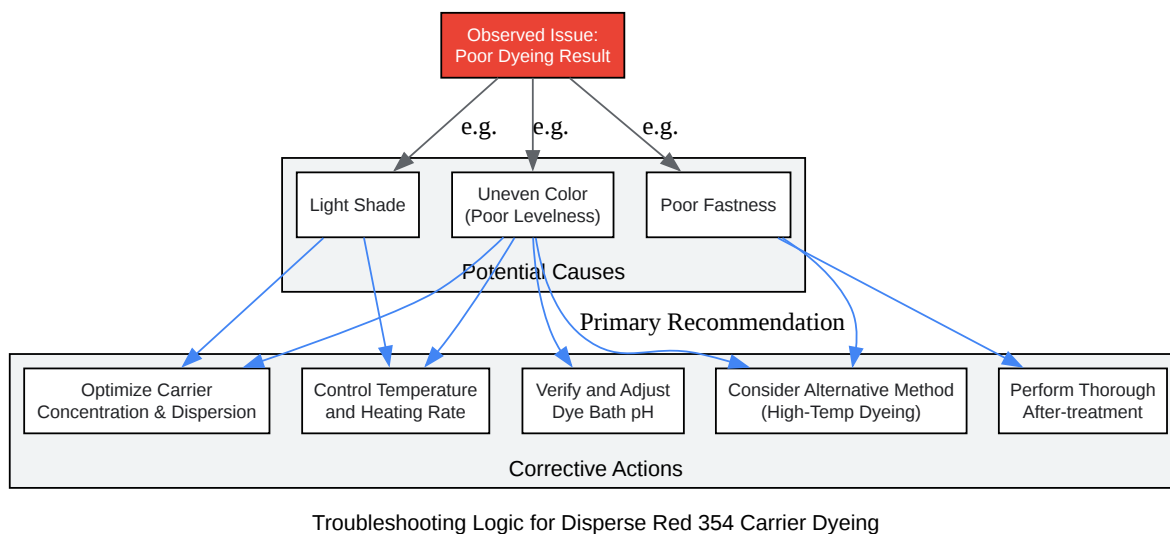 Observed Issue:
Poor Dyeing Result
e.g.
e.g.
e.g.
Light Shade
Uneven Color
(Poor Levelness)
Poor Fastness
Potential Causes
Primary Recommendation
Optimize Carrier
Concentration & Dispersion
Control Temperature
and Heating Rate
Verify and Adjust
Dye Bath pH
Consider Alternative Method
(High-Temp Dyeing)
Perform Thorough
After-treatment
Corrective Actions
Troubleshooting Logic for Disperse Red 354 Carrier Dyeing